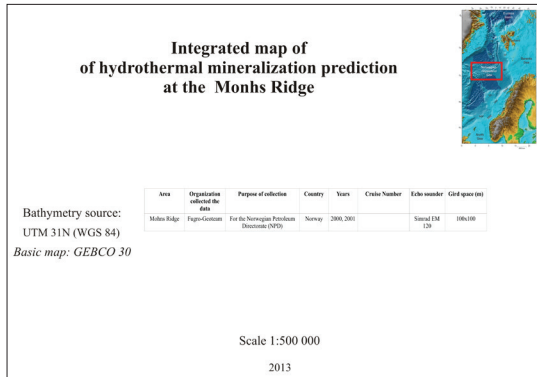 Integrated map of
of hydrothermal mineralization prediction
at the Monhs Ridge
Area Organization collected the data Purpose of collection Country Years Cruise Number Echo sounder Gird space (m)
Mohns Ridge Fugro-Geoteam For the Norwegian Petroleum Directorate (NPD) Norway 2000, 2001 Simrad EM 120 100x100
Bathymetry source:
UTM 31N (WGS 84)
Basic map: GEBCO 30
Scale 1:500 000
2013